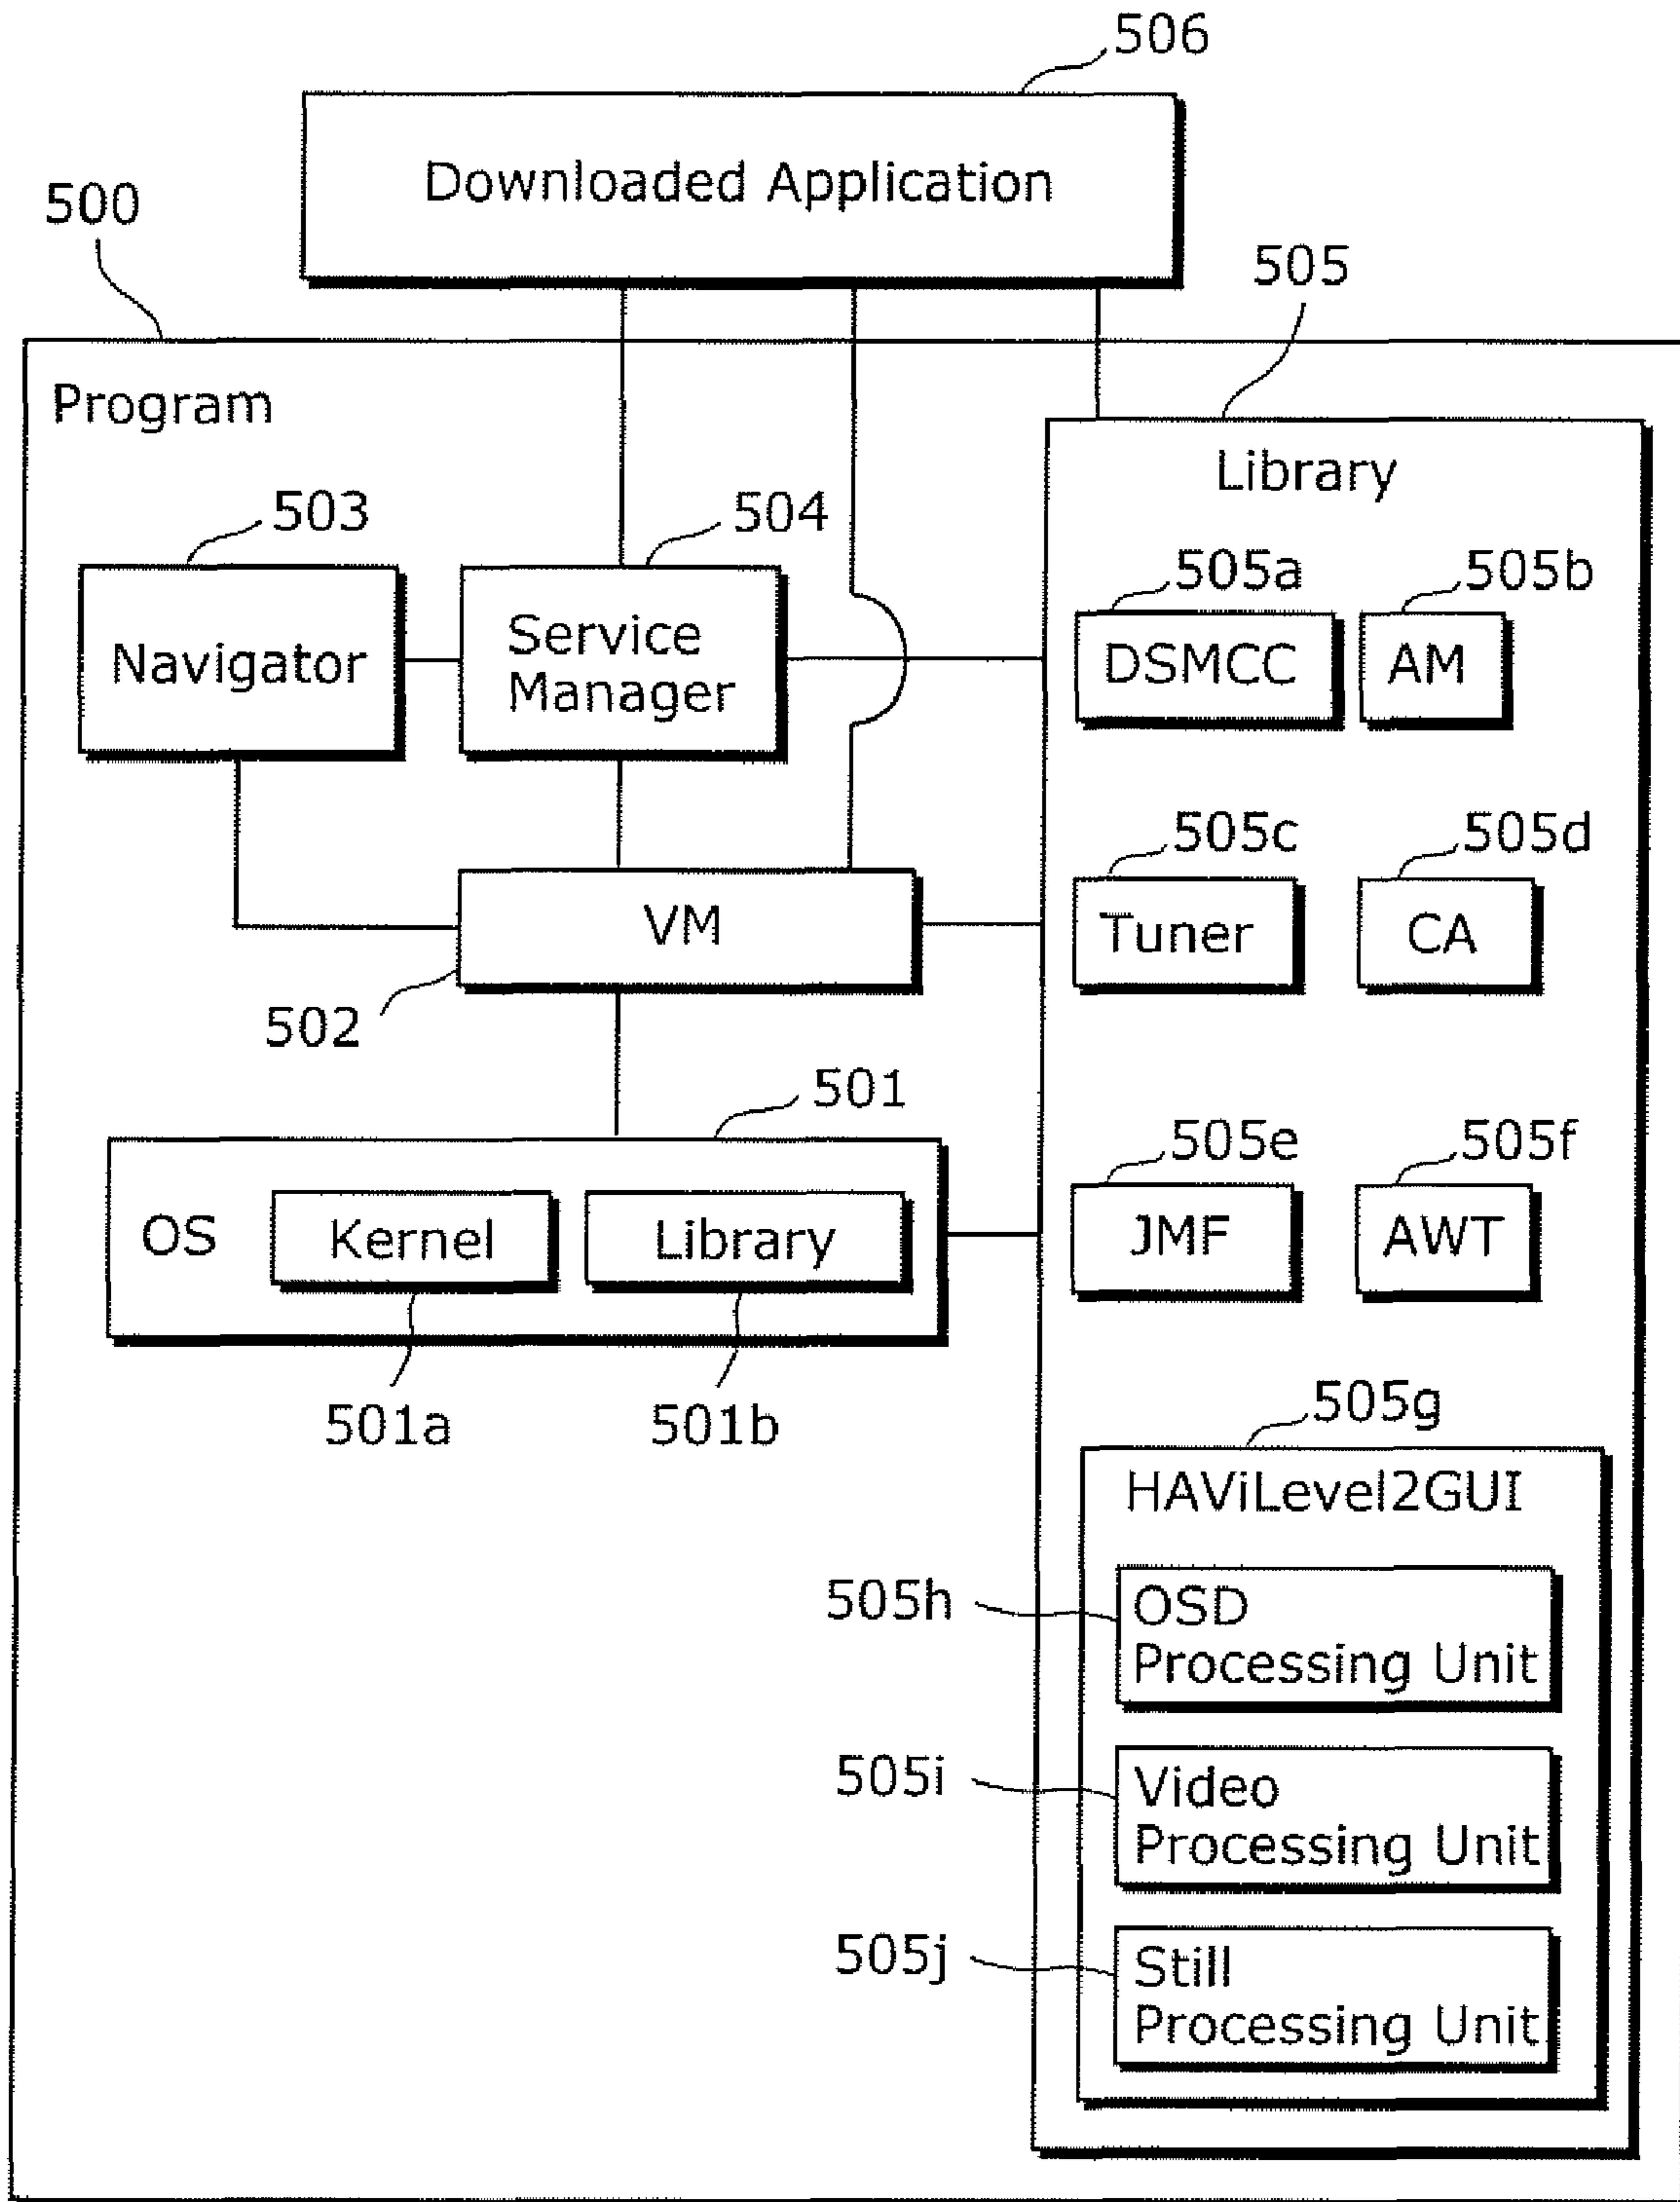 506
Downloaded Application
500
505
Program
Library
503
504
505a
505b
Navigator
Service
Manager
DSMCC
AM
505c
505d
VM
Tuner
CA
502
501
505e
505f
OS
Kernel
Library
JMF
AWT
501a
501b
505g
HAViLevel2GUI
505h
OSD
Processing Unit
505i
Video
Processing Unit
505j
Still
Processing Unit